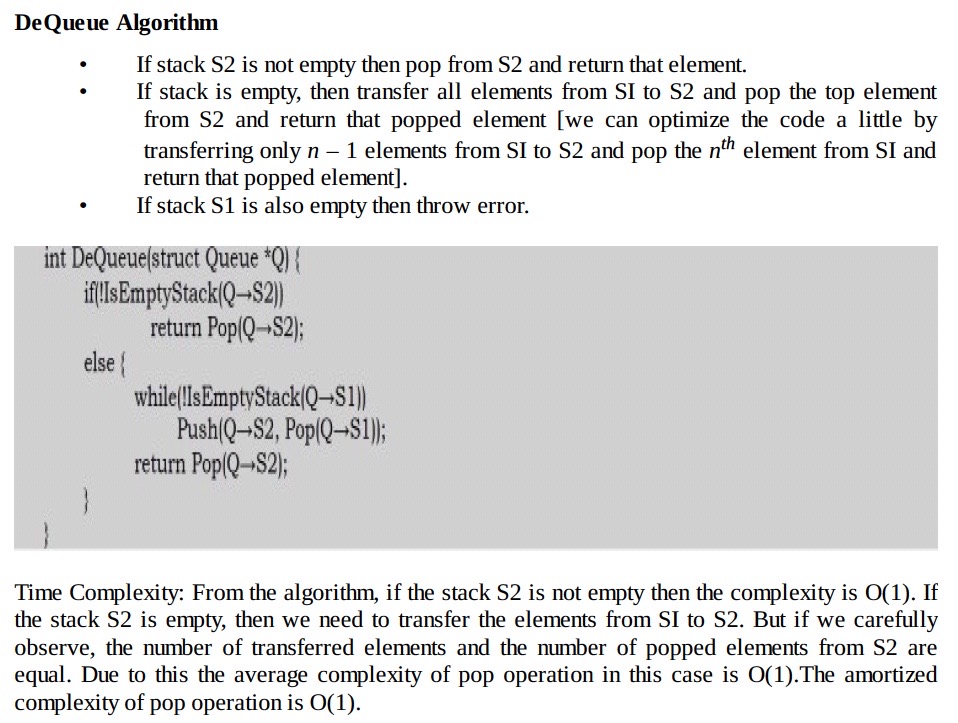 DeQueue Algorithm
• If stack S2 is not empty then pop from S2 and return that element.
• If stack is empty, then transfer all elements from SI to S2 and pop the top element
from S2 and return that popped element [we can optimize the code a little by
transferring only n – 1 elements from SI to S2 and pop the nth element from SI and
return that popped element].
• If stack S1 is also empty then throw error.
int DeQueue(struct Queue *Q) {
if(!IsEmptyStack(Q→S2))
return Pop(Q→S2);
else {
while(!IsEmptyStack(Q→S1))
Push(Q→S2, Pop(Q→S1));
return Pop(Q→S2);
}
}
Time Complexity: From the algorithm, if the stack S2 is not empty then the complexity is O(1). If
the stack S2 is empty, then we need to transfer the elements from SI to S2. But if we carefully
observe, the number of transferred elements and the number of popped elements from S2 are
equal. Due to this the average complexity of pop operation in this case is O(1).The amortized
complexity of pop operation is O(1).